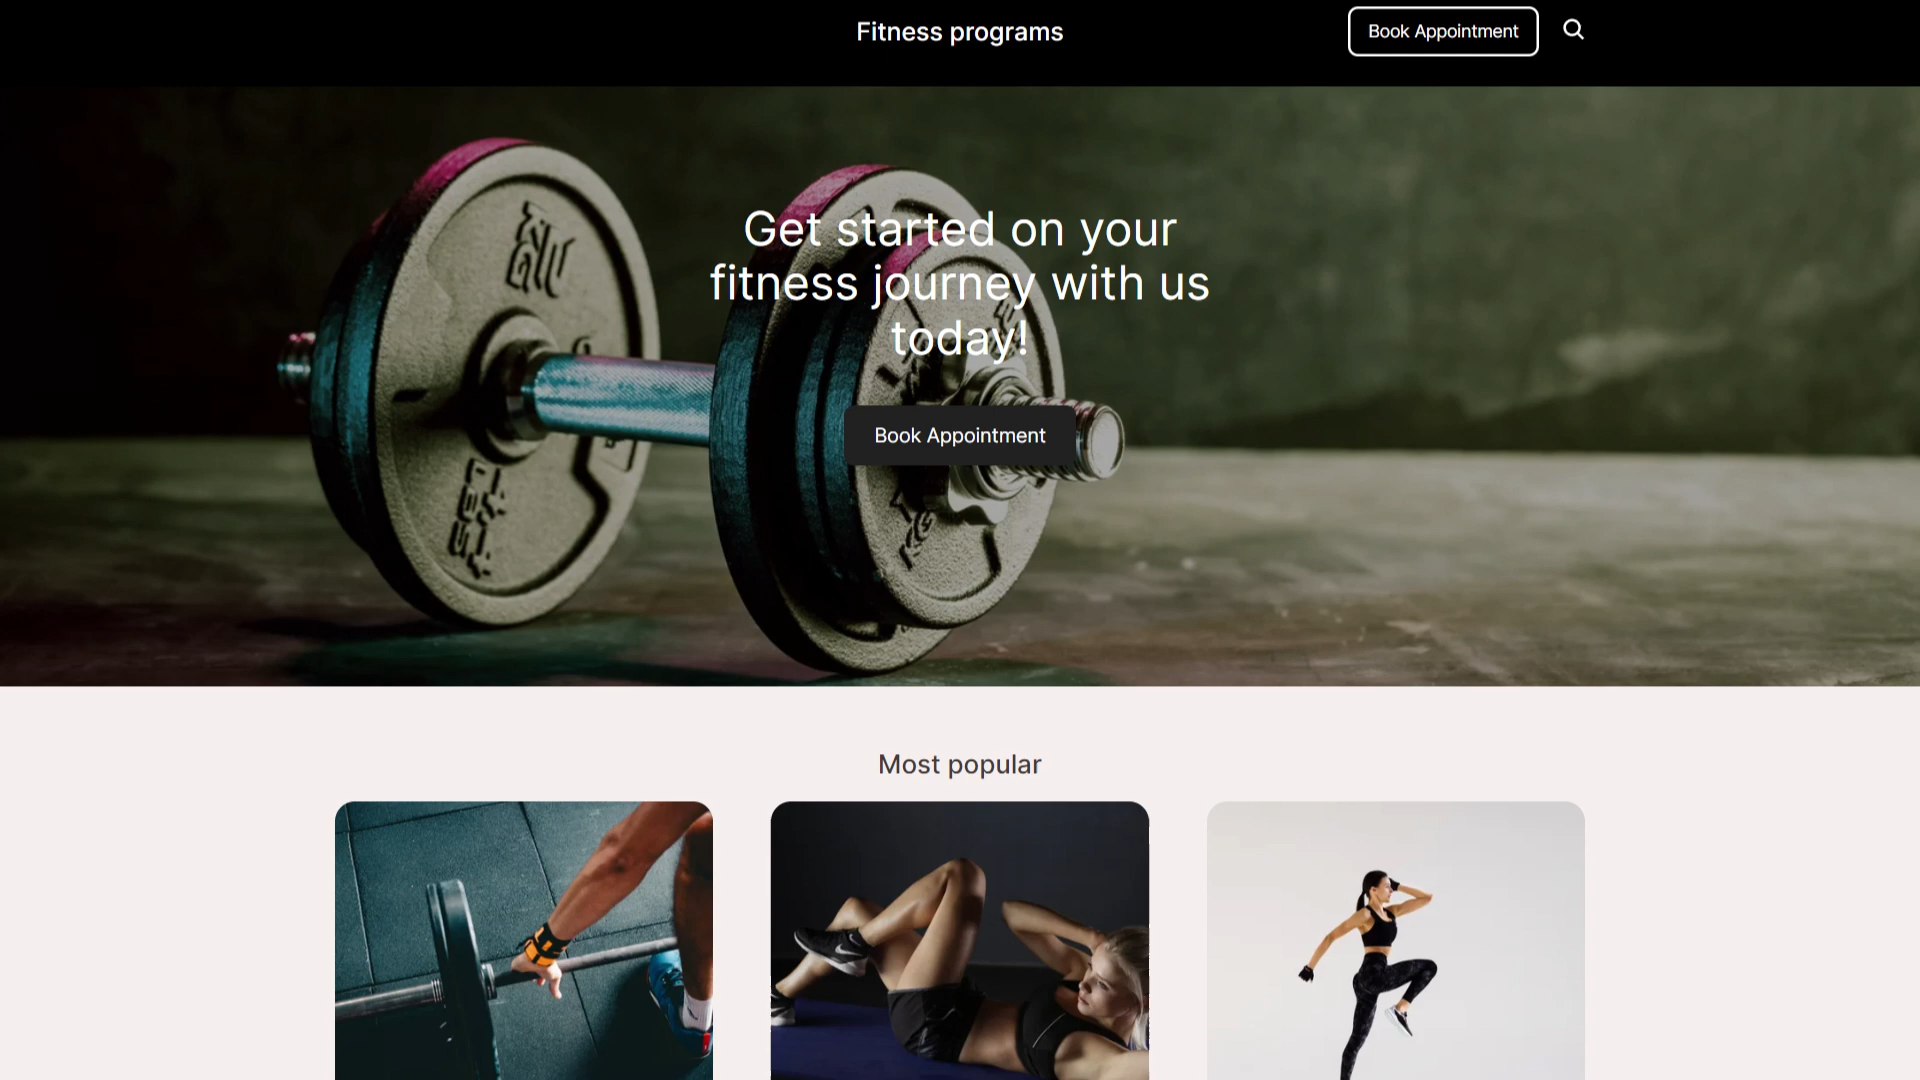 Fitness programs
Book Appointment
Get started on your
fitness journey with us
today!
Book Appointment
Most popular